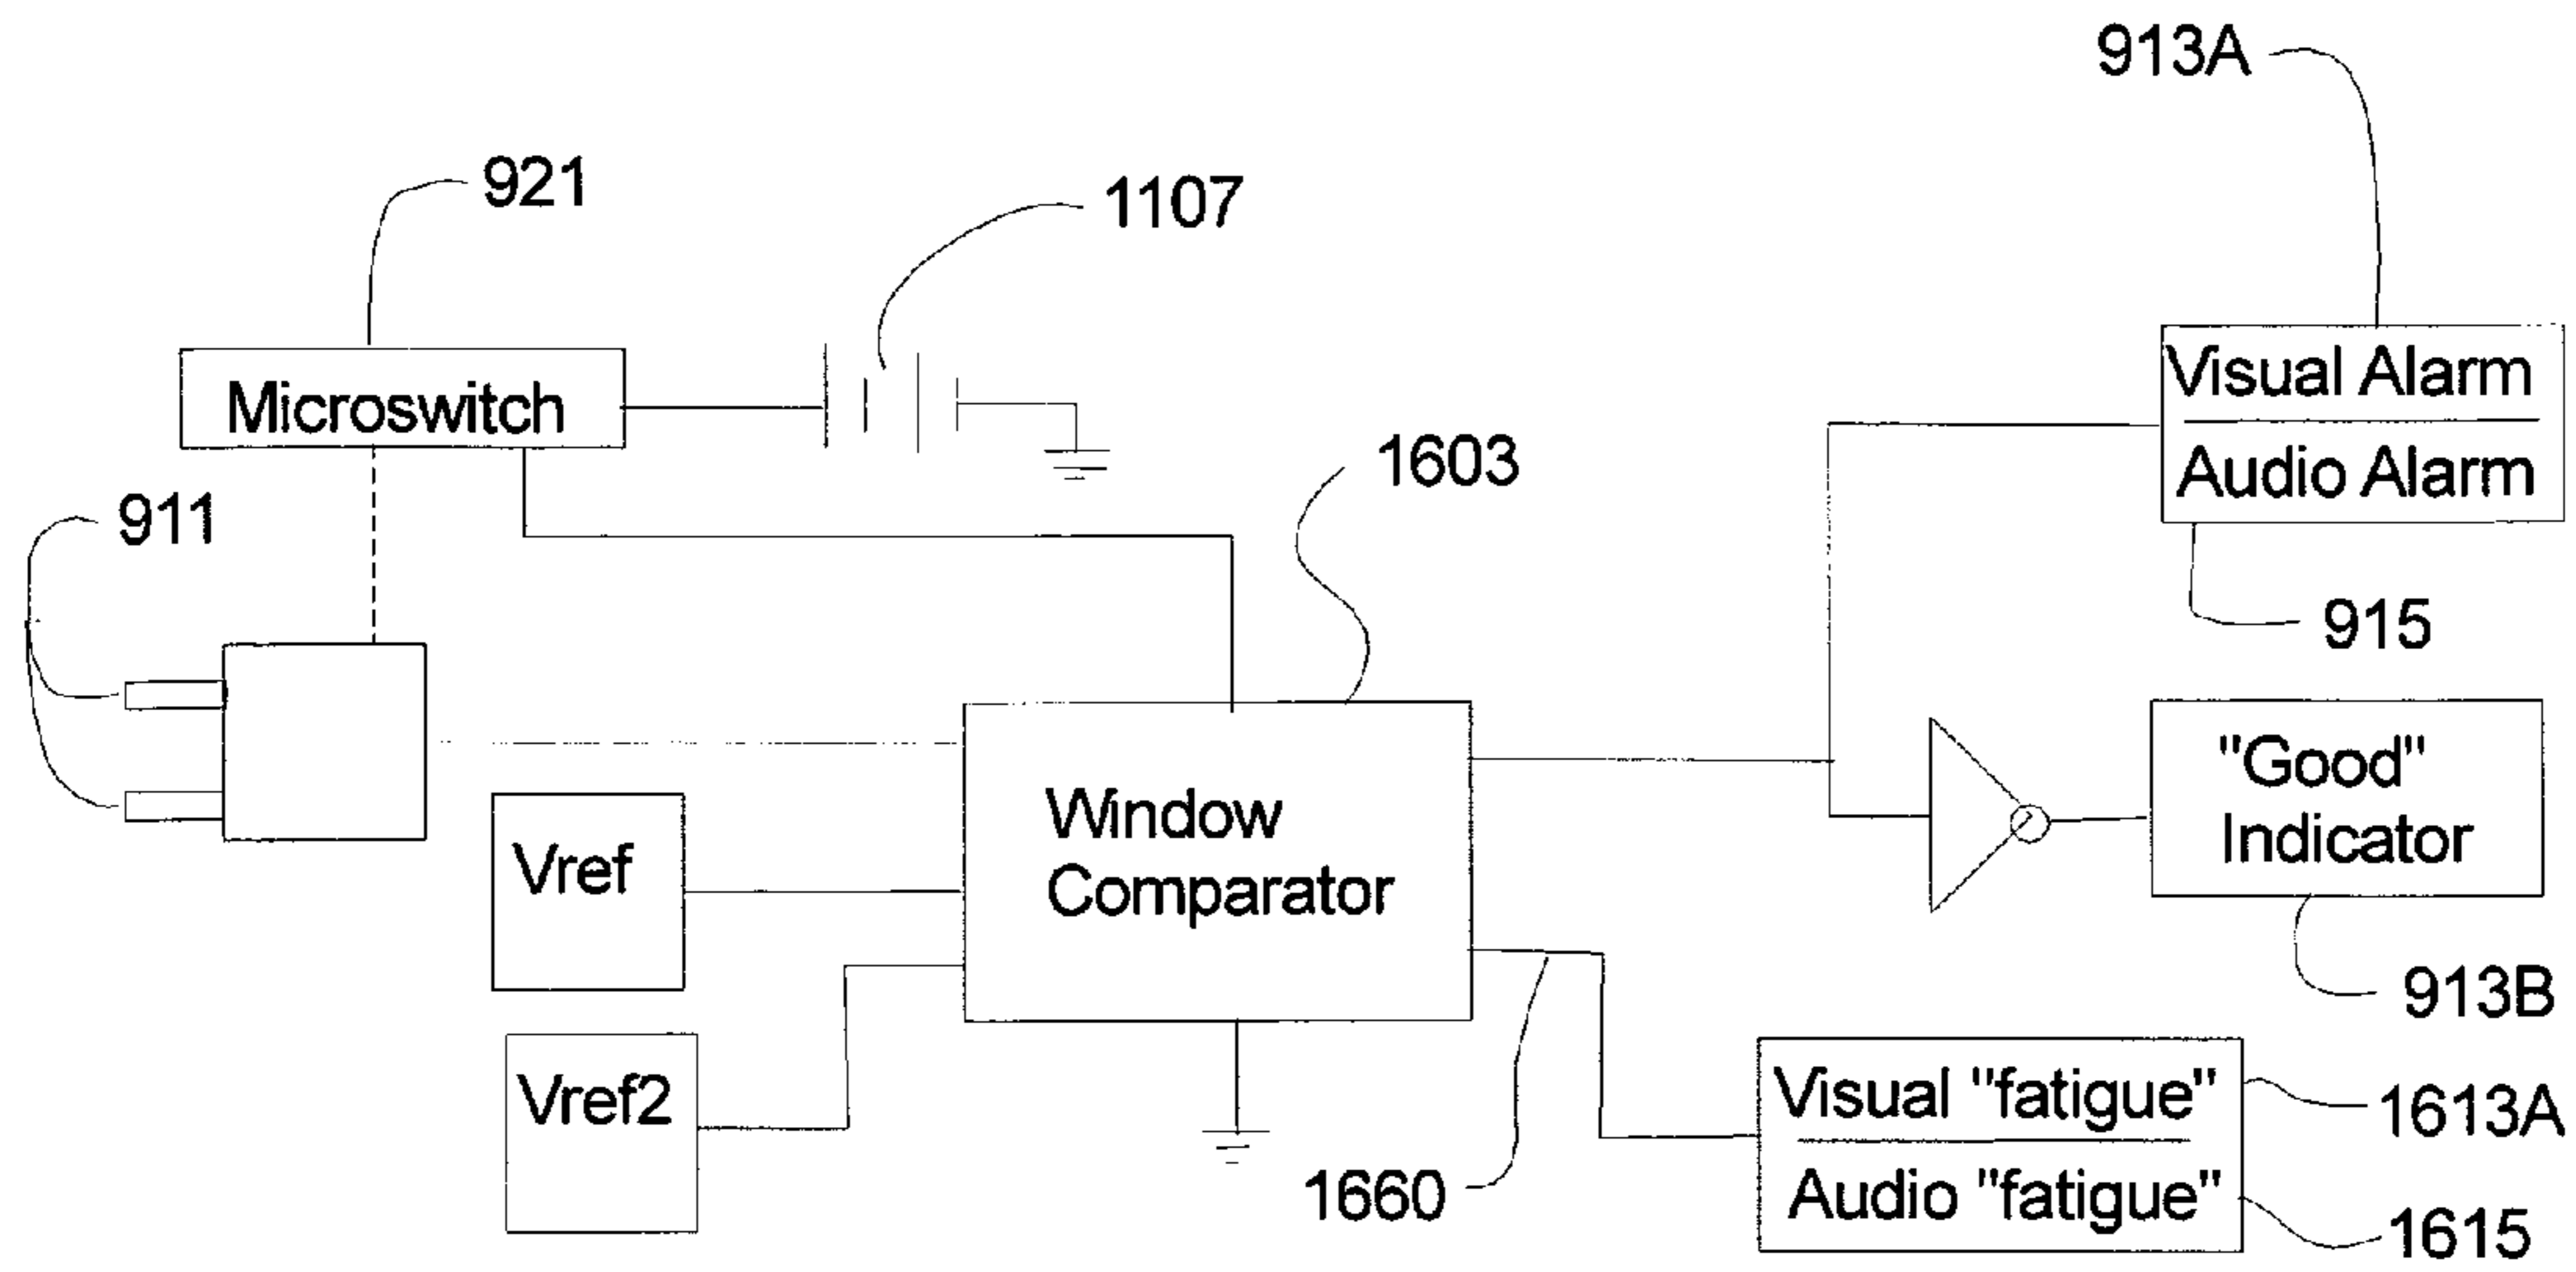 913A
921
1107
Visual Alarm
Audio Alarm
Microswitch
1603
911
915
"Good"
Indicator
Window
Comparator
Vref
913B
Vref2
Visual "fatigue"
Audio "fatigue"
1613A
1660
1615